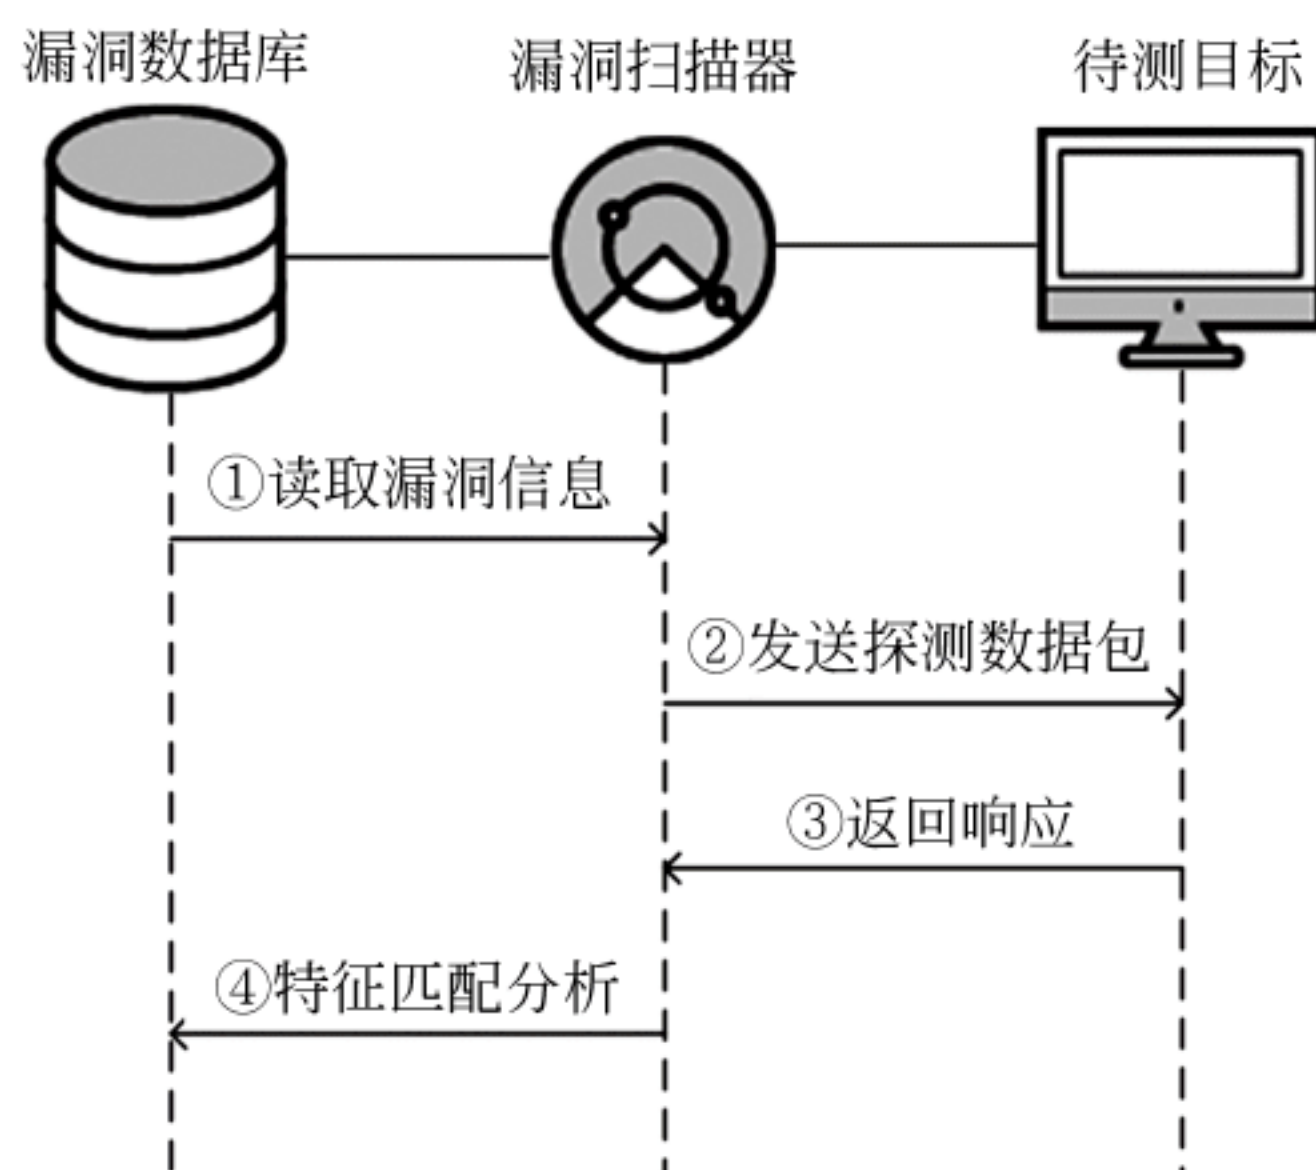 漏洞数据库
漏洞扫描器
待测目标
①读取漏洞信息
②发送探测数据包
③返回响应
④特征匹配分析